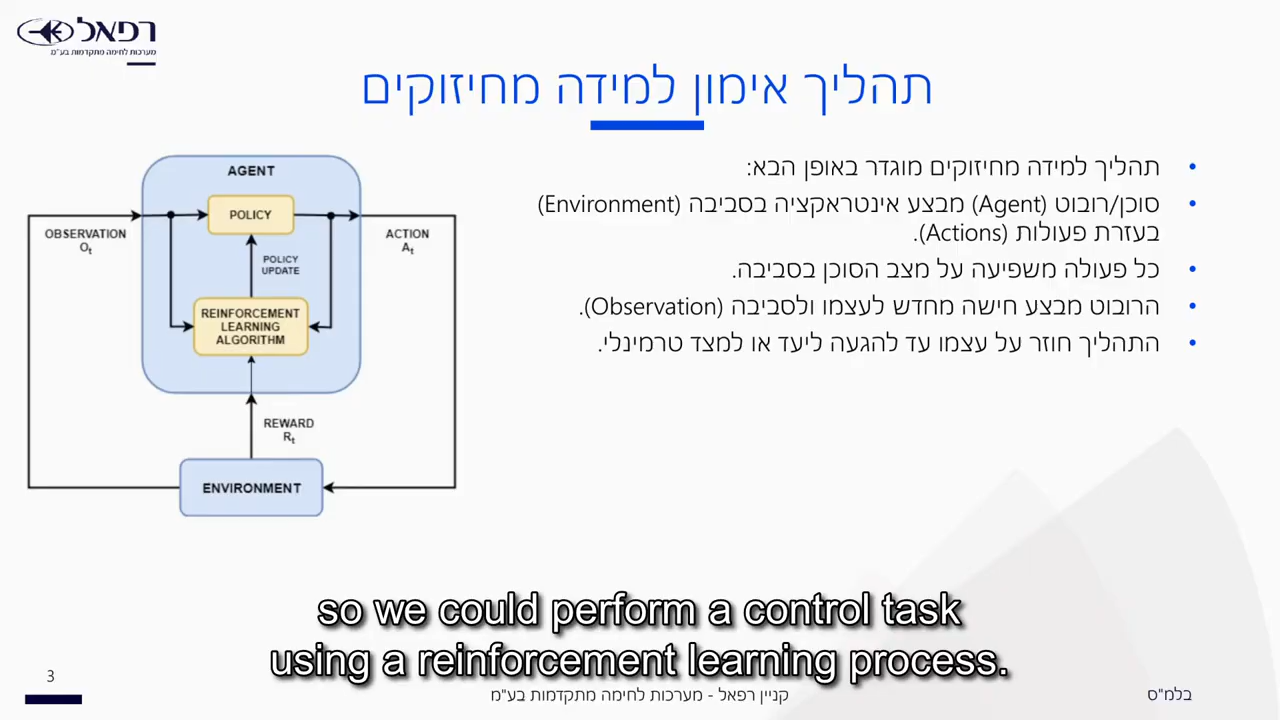 רפאל
מערכות לחימה מתקדמות בע"מ
תהליך אימון למידה מחיזוקים
תהליך למידה מחיזוקים מוגדר באופן הבא:
סוכן/רובוט (Agent) מבצע אינטראקציה בסביבה (Environment)
בעזרת פעולות (Actions).
כל פעולה משפיעה על מצב הסוכן בסביבה.
הרובוט מבצע חישה מחדש לעצמו ולסביבה (Observation).
התהליך חוזר על עצמו עד להגעה ליעד או למצד טרמינלי.
AGENT
POLICY
OBSERVATION
Ot
ACTION
At
POLICY
UPDATE
REINFORCEMENT
LEARNING
ALGORITHM
REWARD
Rt
ENVIRONMENT
so we could perform a control task
using a reinforcement learning process.
3
קניין רפאל - מערכות לחימה מתקדמות בע"מ
בלמ"ס